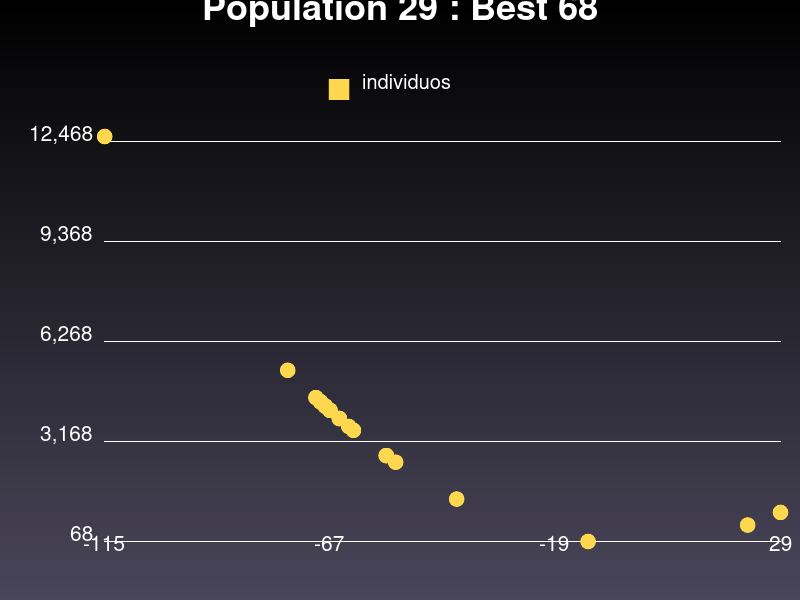 Population 29 : Best 68
individuos
12,468
9,368
6,268
3,168
68
-115 -67 -19 29